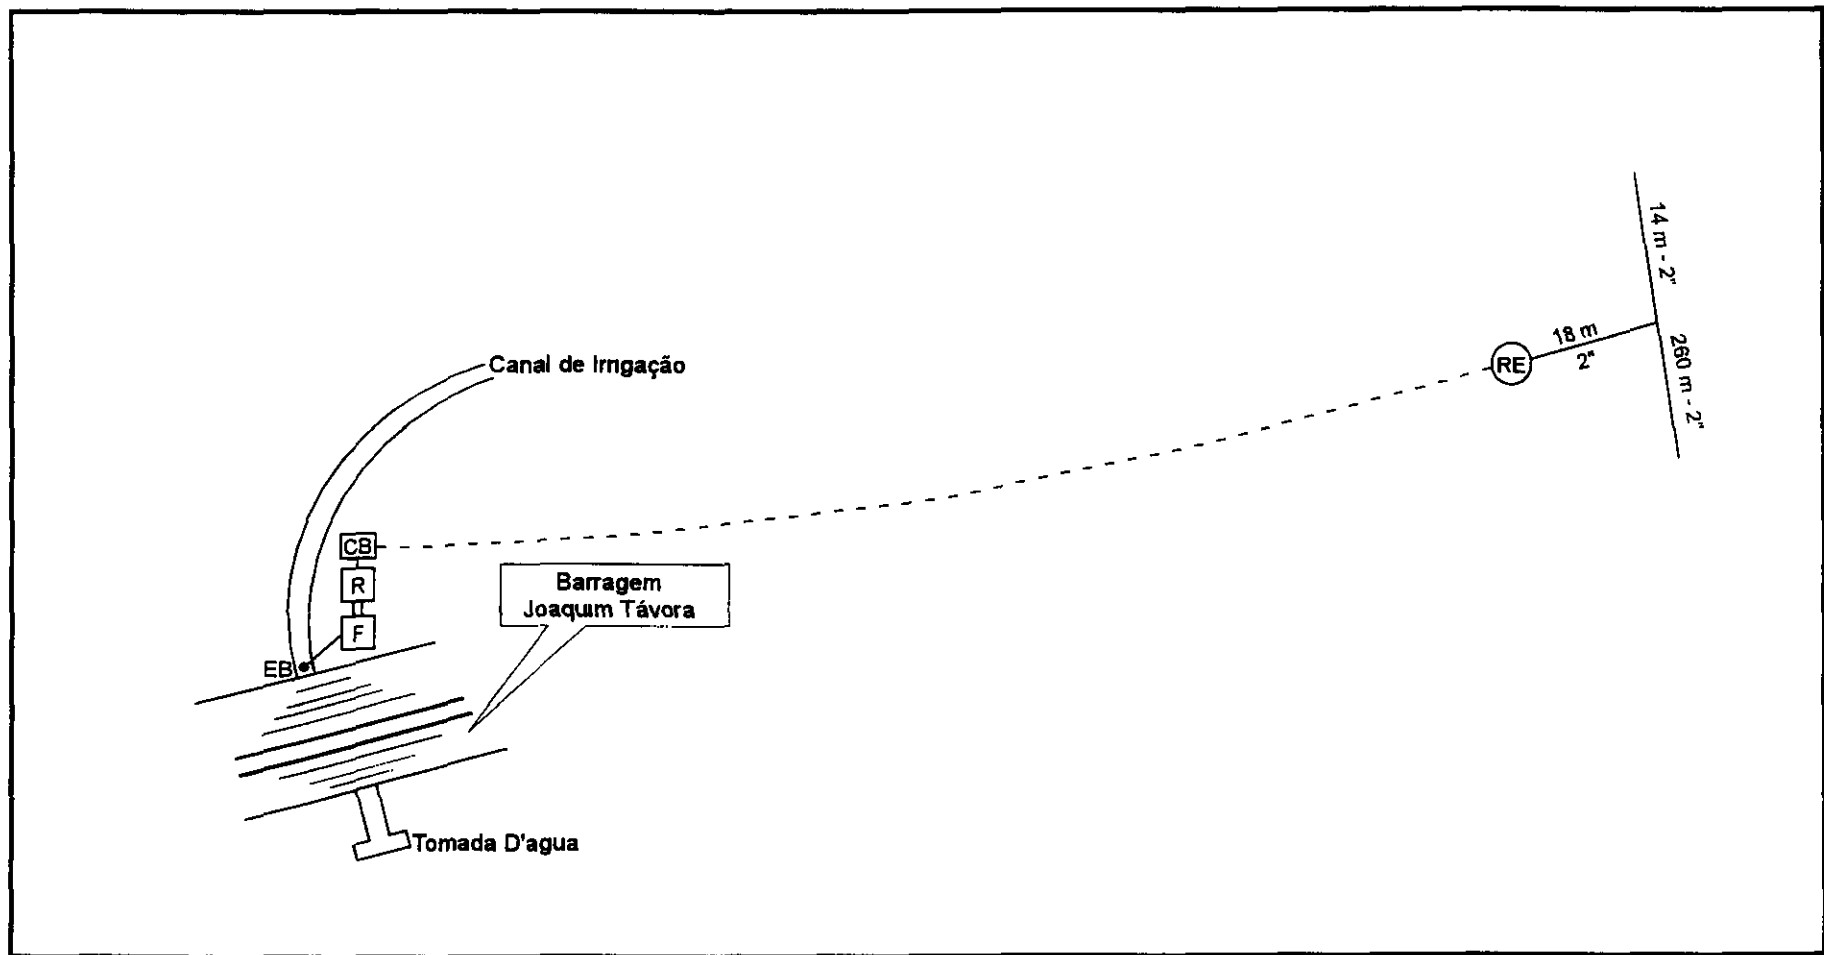 14 m - 2"
18 m
2"
260 m - 2"
RE
Canal de Irrigação
CB
R
F
EB
Barragem
Joaquim Távora
Tomada D'agua